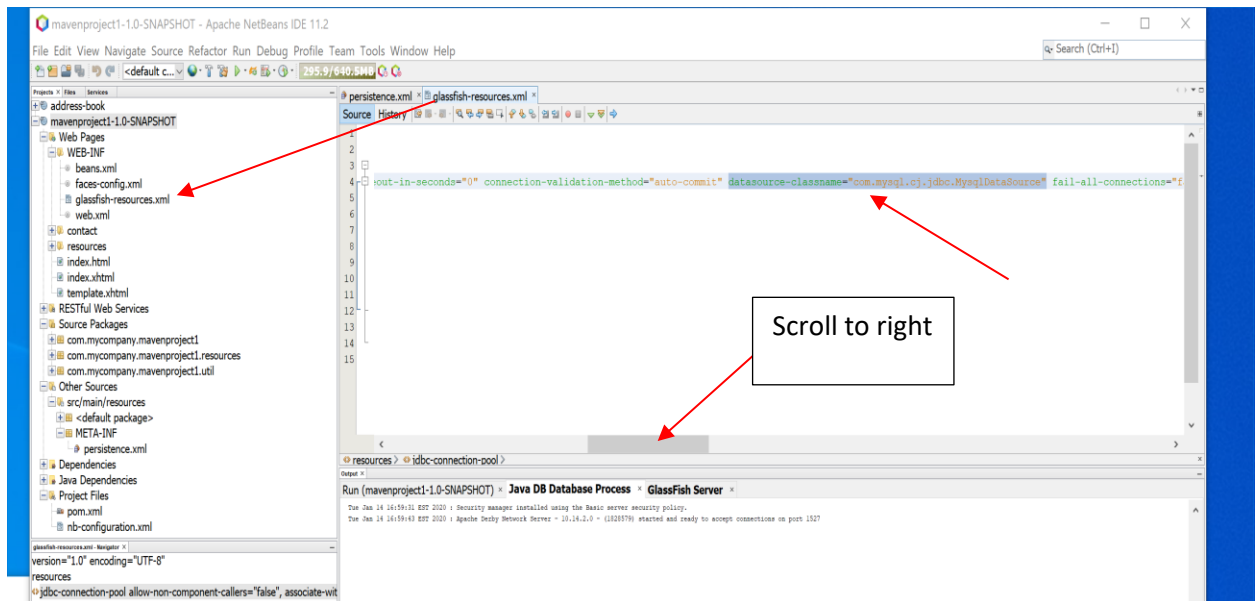 mavenproject1-1.0-SNAPSHOT - Apache NetBeans IDE 11.2
File Edit View Navigate Source Refactor Run Debug Profile Team Tools Window Help
Search (Ctrl+I)
<default c... 295.9/640.5MB
Projects × Files Services
address-book
mavenproject1-1.0-SNAPSHOT
Web Pages
WEB-INF
beans.xml
faces-config.xml
glassfish-resources.xml
web.xml
contact
resources
index.html
index.xhtml
template.xhtml
RESTful Web Services
Source Packages
com.mycompany.mavenproject1
com.mycompany.mavenproject1.resources
com.mycompany.mavenproject1.util
Other Sources
src/main/resources
<default package>
META-INF
persistence.xml
Dependencies
Java Dependencies
Project Files
pom.xml
nb-configuration.xml
glassfish-resources.xml - Navigator ×
version="1.0" encoding="UTF-8"
resources
jdbc-connection-pool allow-non-component-callers="false", associate-wit
persistence.xml × glassfish-resources.xml ×
Source History
1
2
3
4 out-in-seconds="0" connection-validation-method="auto-commit" datasource-classname="com.mysql.cj.jdbc.MysqlDataSource" fail-all-connections="f
5
6
7
8
9
10
11
12
13
14
15
Scroll to right
resources > jdbc-connection-pool >
Output ×
Run (mavenproject1-1.0-SNAPSHOT) × Java DB Database Process × GlassFish Server ×
Tue Jan 14 16:59:31 EST 2020 : Security manager installed using the Basic server security policy.
Tue Jan 14 16:59:43 EST 2020 : Apache Derby Network Server - 10.14.2.0 - (1828579) started and ready to accept connections on port 1527